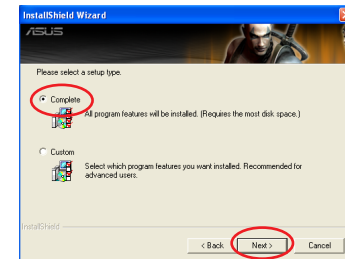 InstallShield Wizard
ASUS
Please select a setup type.
Complete
All program features will be installed. (Requires the most disk space.)
Custom
Select which program features you want installed. Recommended for
advanced users.
InstallShield
< Back Next > Cancel